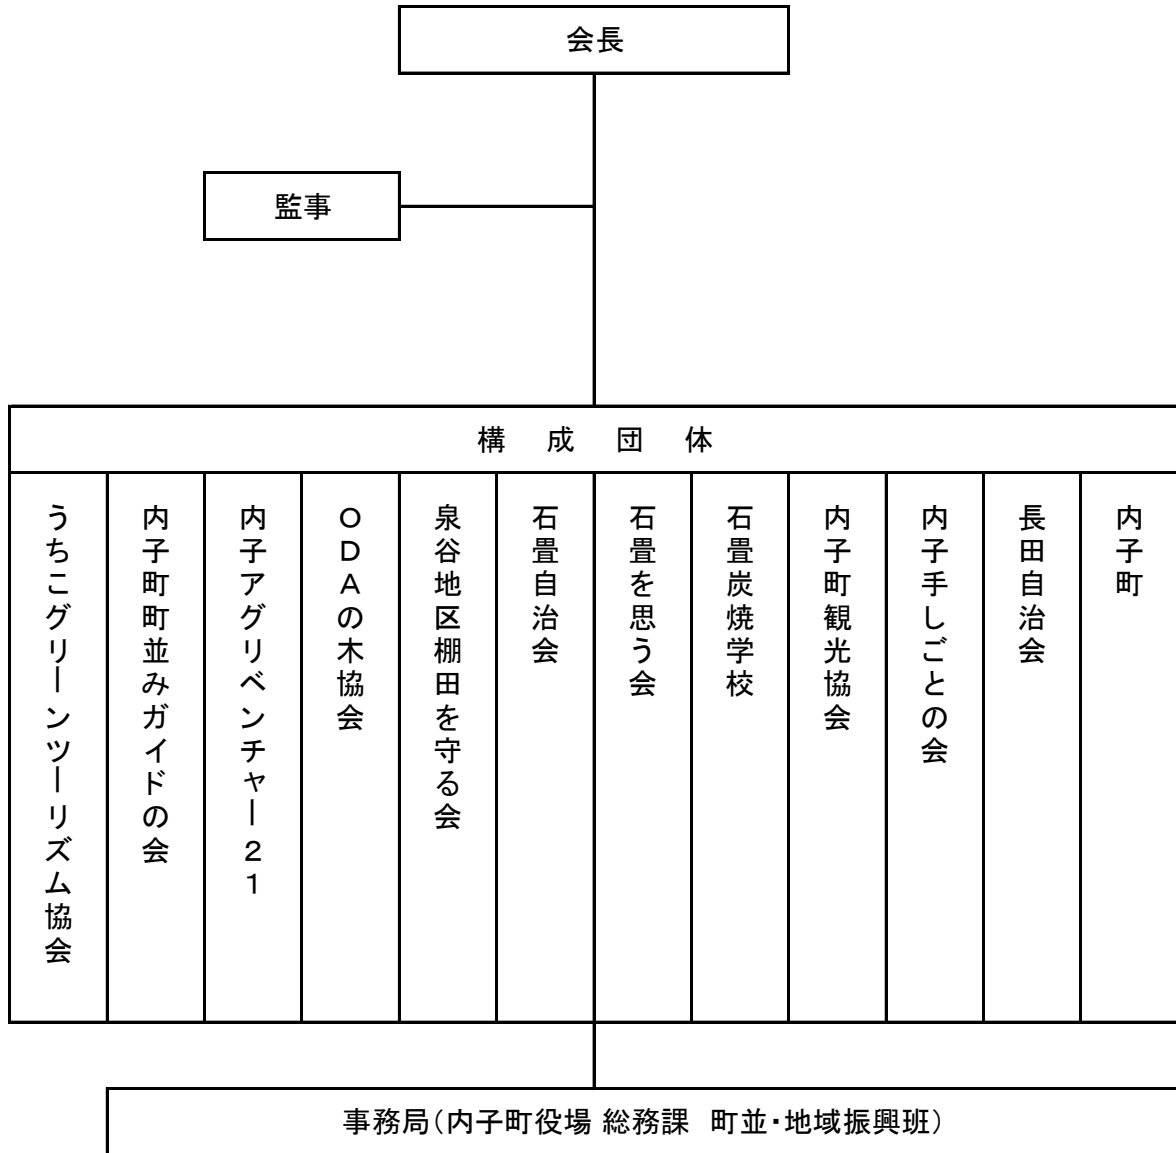 会長
監事
構成団体
うちこグリーンツーリズム協会
内子町町並みガイドの会
内子アグリベンチャー21
ODAの木協会
泉谷地区棚田を守る会
石畳自治会
石畳を思う会
石畳炭焼学校
内子町観光協会
内子手しごとの会
長田自治会
内子町
事務局(内子町役場 総務課 町並・地域振興班)